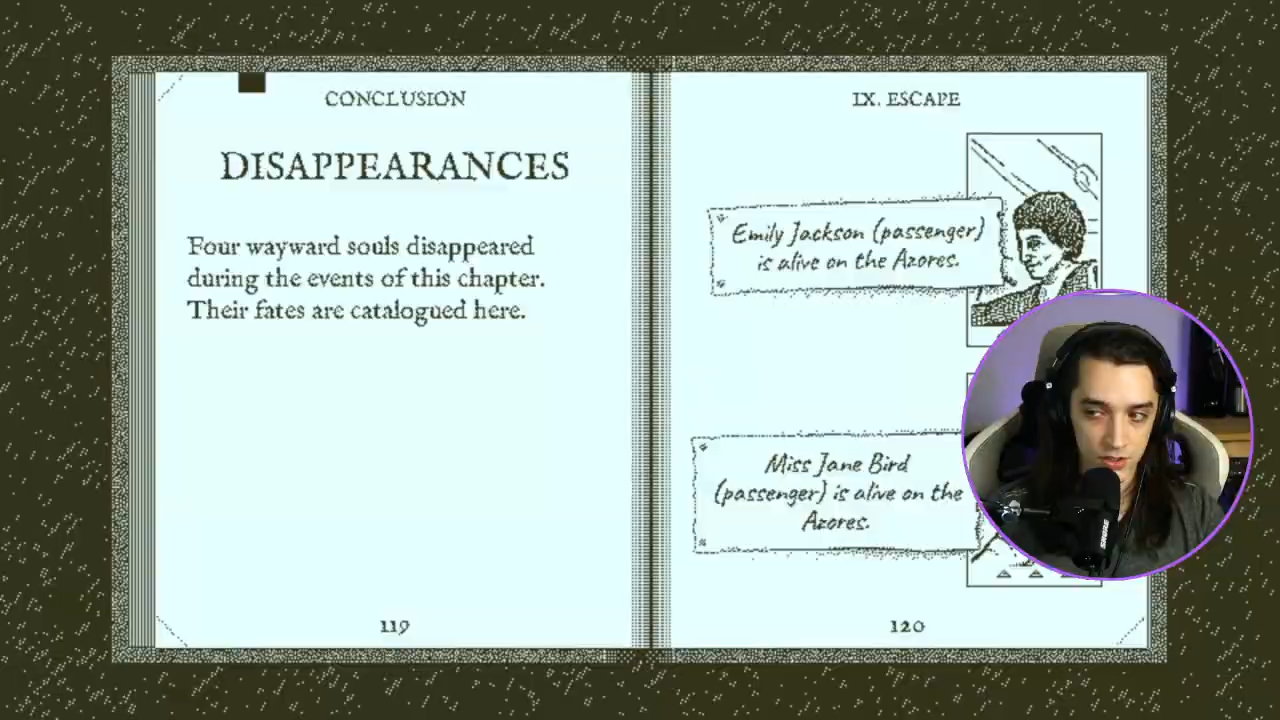 CONCLUSION
DISAPPEARANCES
Four wayward souls disappeared
during the events of this chapter.
Their fates are catalogued here.
119
IX. ESCAPE
Emily Jackson (passenger)
is alive on the Azores.
Miss Jane Bird
(passenger) is alive on the
Azores.
120
SHURE